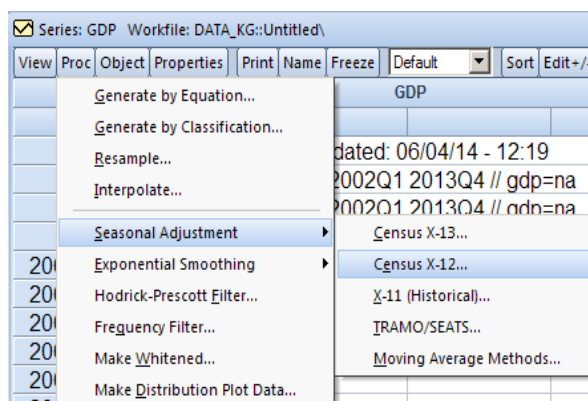 Series: GDP Workfile: DATA_KG::Untitled\
View Proc Object Properties Print Name Freeze Default Sort Edit+/-
GDP
Generate by Equation...
Generate by Classification...
Resample...
dated: 06/04/14 - 12:19
Interpolate...
2002Q1 2013Q4 // gdp=na
2002Q1 2013Q4 // gdp=na
Seasonal Adjustment
Census X-13...
Exponential Smoothing
Census X-12...
Hodrick-Prescott Filter...
X-11 (Historical)...
Frequency Filter...
TRAMO/SEATS...
Make Whitened...
Moving Average Methods...
Make Distribution Plot Data...